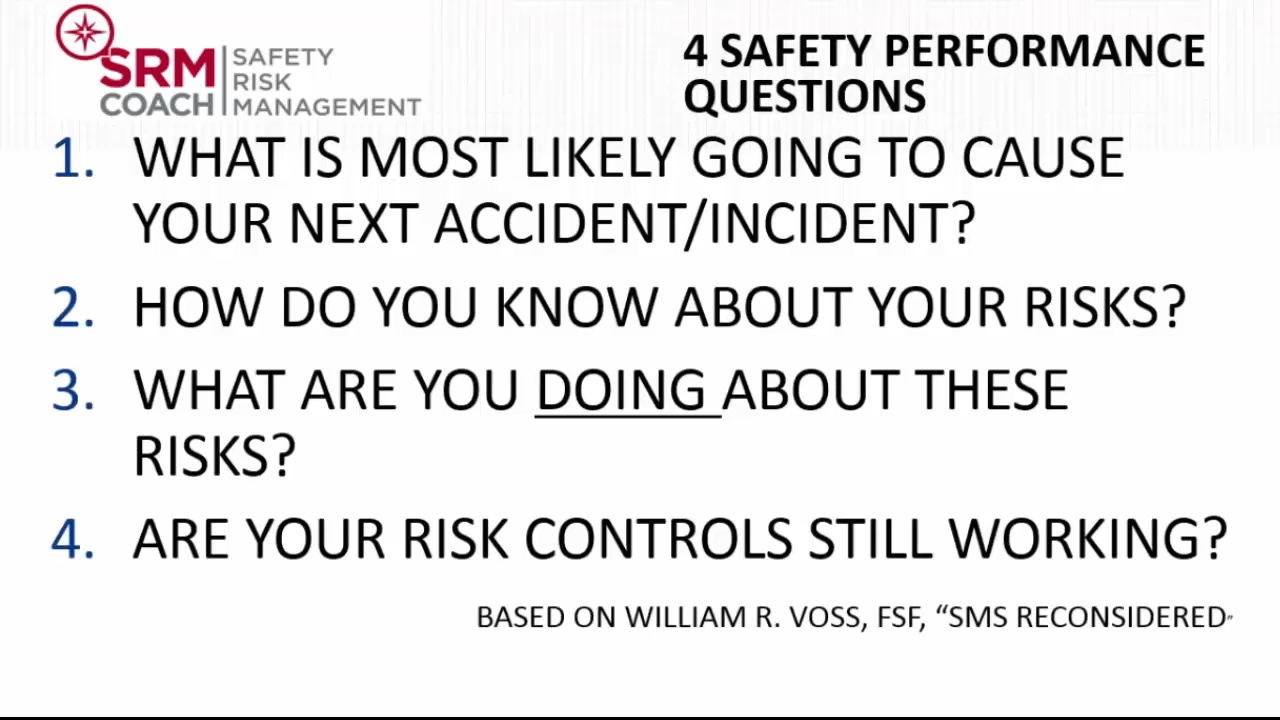 SRM COACH
SAFETY
RISK
MANAGEMENT
4 SAFETY PERFORMANCE
QUESTIONS
1. WHAT IS MOST LIKELY GOING TO CAUSE
YOUR NEXT ACCIDENT/INCIDENT?
2. HOW DO YOU KNOW ABOUT YOUR RISKS?
3. WHAT ARE YOU DOING ABOUT THESE
RISKS?
4. ARE YOUR RISK CONTROLS STILL WORKING?
BASED ON WILLIAM R. VOSS, FSF, “SMS RECONSIDERED”